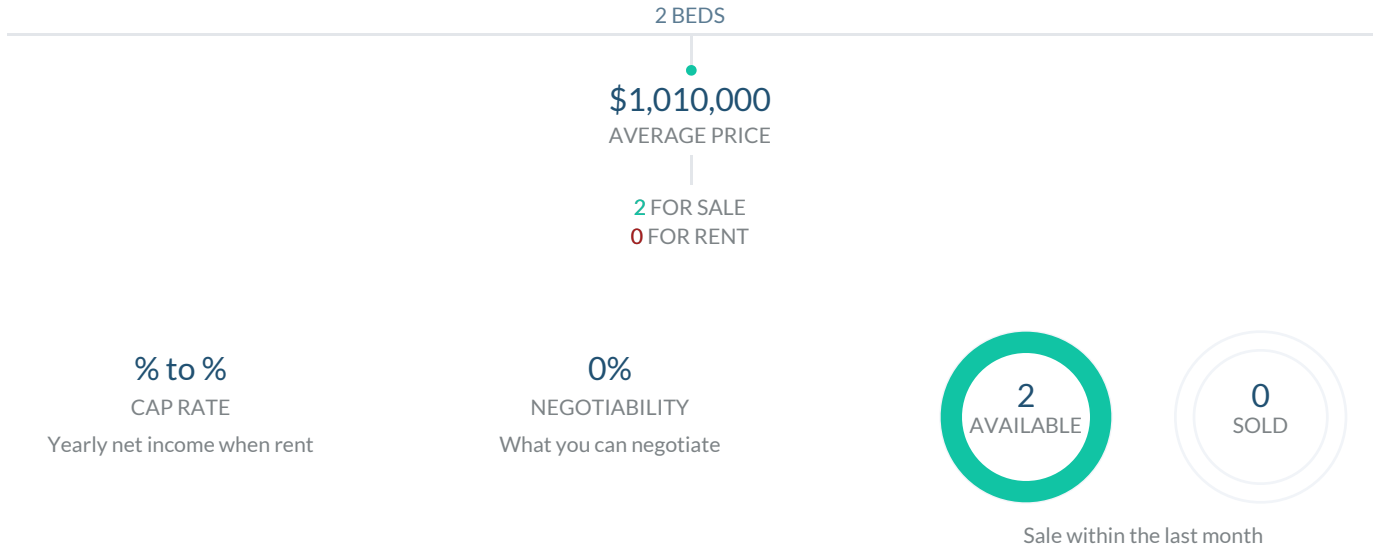 2 BEDS
$1,010,000
AVERAGE PRICE
2 FOR SALE
0 FOR RENT
% to %
CAP RATE
Yearly net income when rent
0%
NEGOTIABILITY
What you can negotiate
2
AVAILABLE
0
SOLD
Sale within the last month